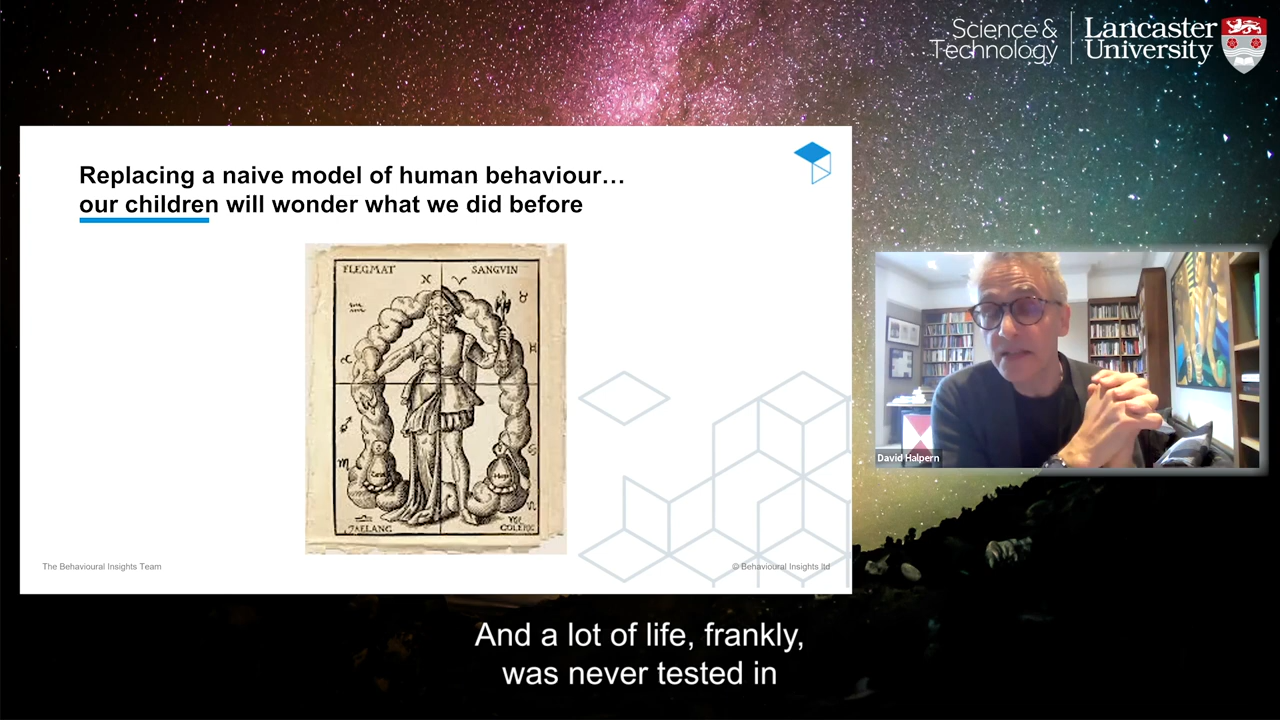 Science &
Technology
Lancaster
University
Replacing a naive model of human behaviour…
our children will wonder what we did before
FLEGMAT
SANGVIN
COLERIC
The Behavioural Insights Team
© Behavioural Insights ltd
David Halpern
And a lot of life, frankly,
was never tested in